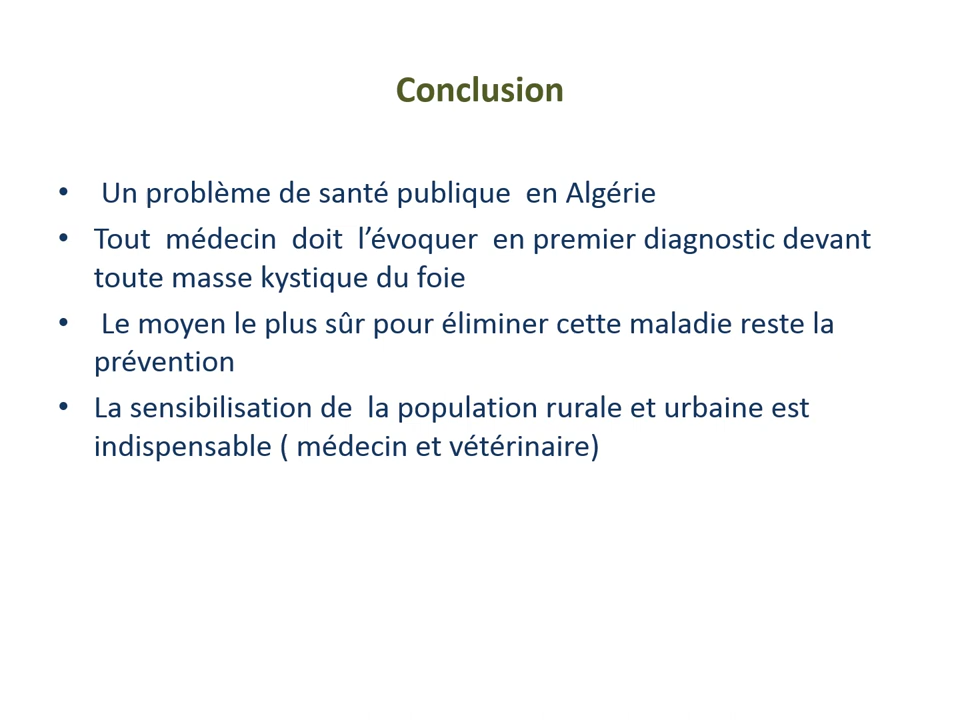 Conclusion
• Un problème de santé publique en Algérie
• Tout médecin doit l’évoquer en premier diagnostic devant
toute masse kystique du foie
• Le moyen le plus sûr pour éliminer cette maladie reste la
prévention
• La sensibilisation de la population rurale et urbaine est
indispensable ( médecin et vétérinaire)